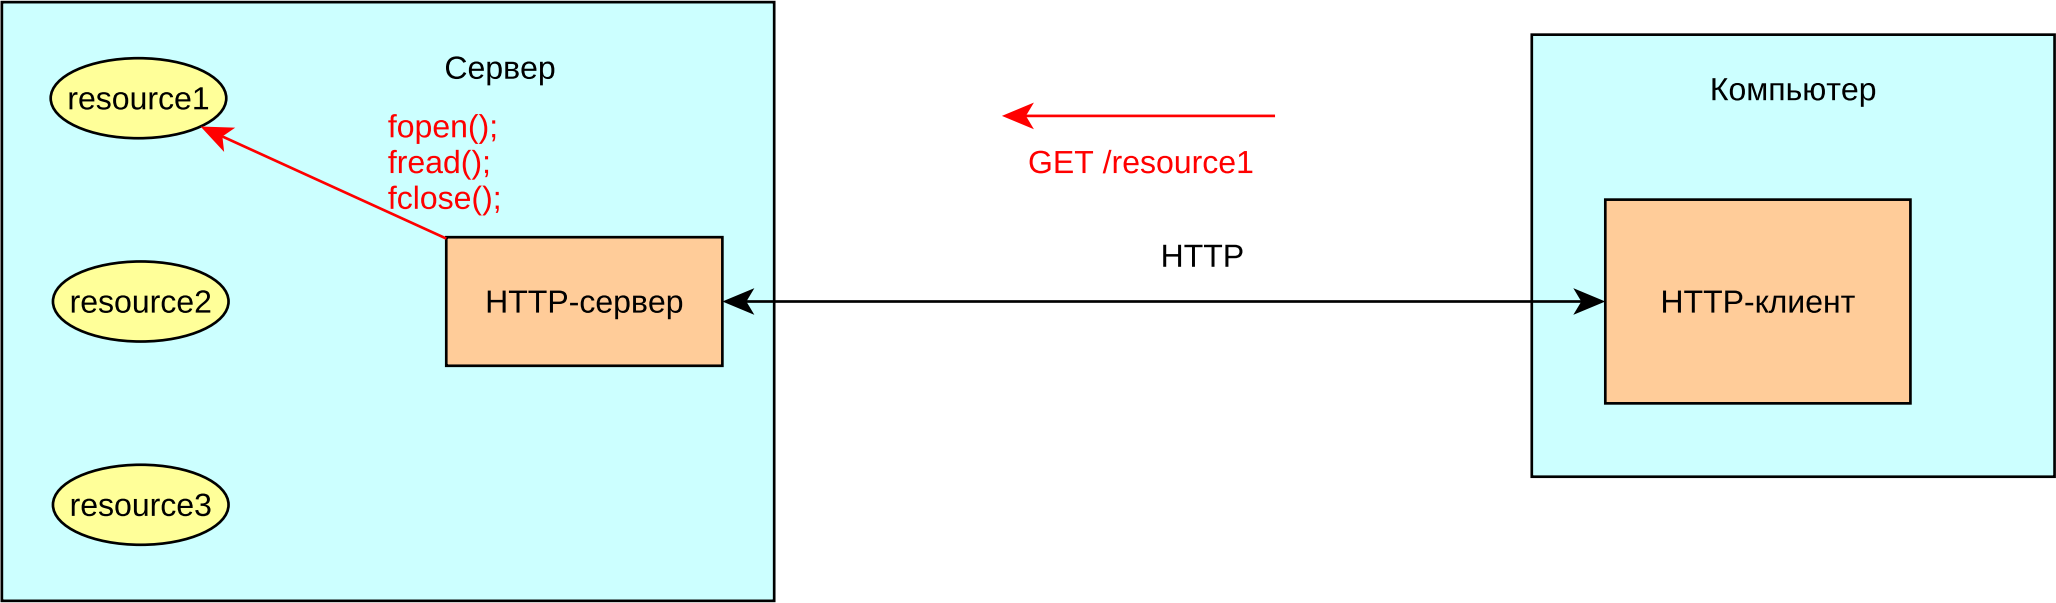 Сервер
resource1
fopen();
fread();
fclose();
resource2
HTTP-сервер
resource3
GET /resource1
HTTP
Компьютер
HTTP-клиент